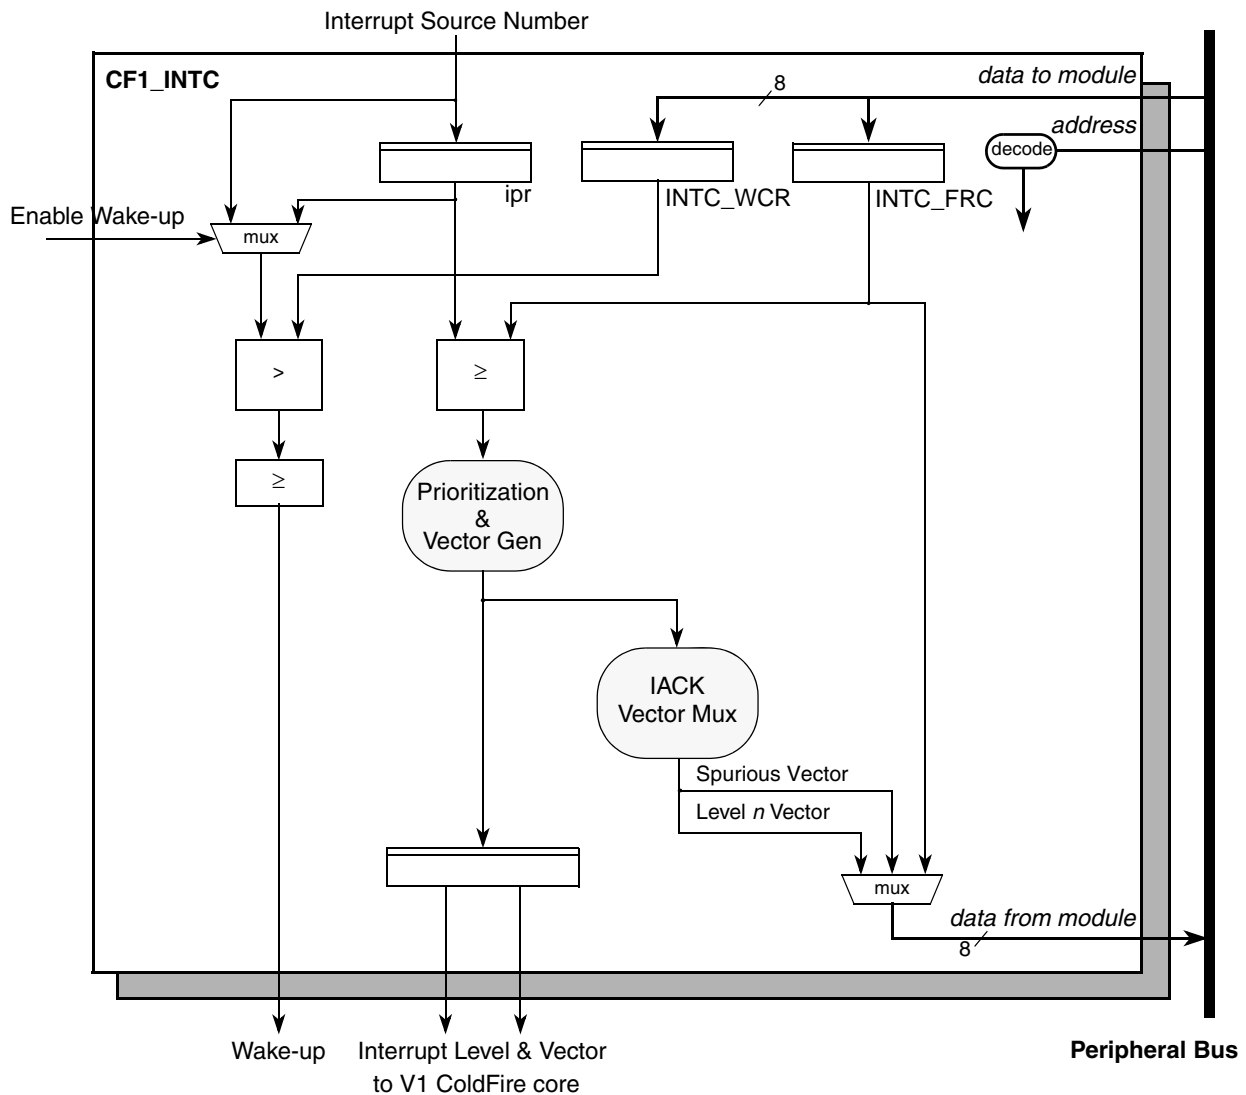 Interrupt Source Number
CF1_INTC
data to module
8
address
decode
ipr
INTC_WCR
INTC_FRC
Enable Wake-up
mux
>
≥
≥
Prioritization
&
Vector Gen
IACK
Vector Mux
Spurious Vector
Level n Vector
mux
data from module
8
Wake-up
Interrupt Level & Vector
to V1 ColdFire core
Peripheral Bus